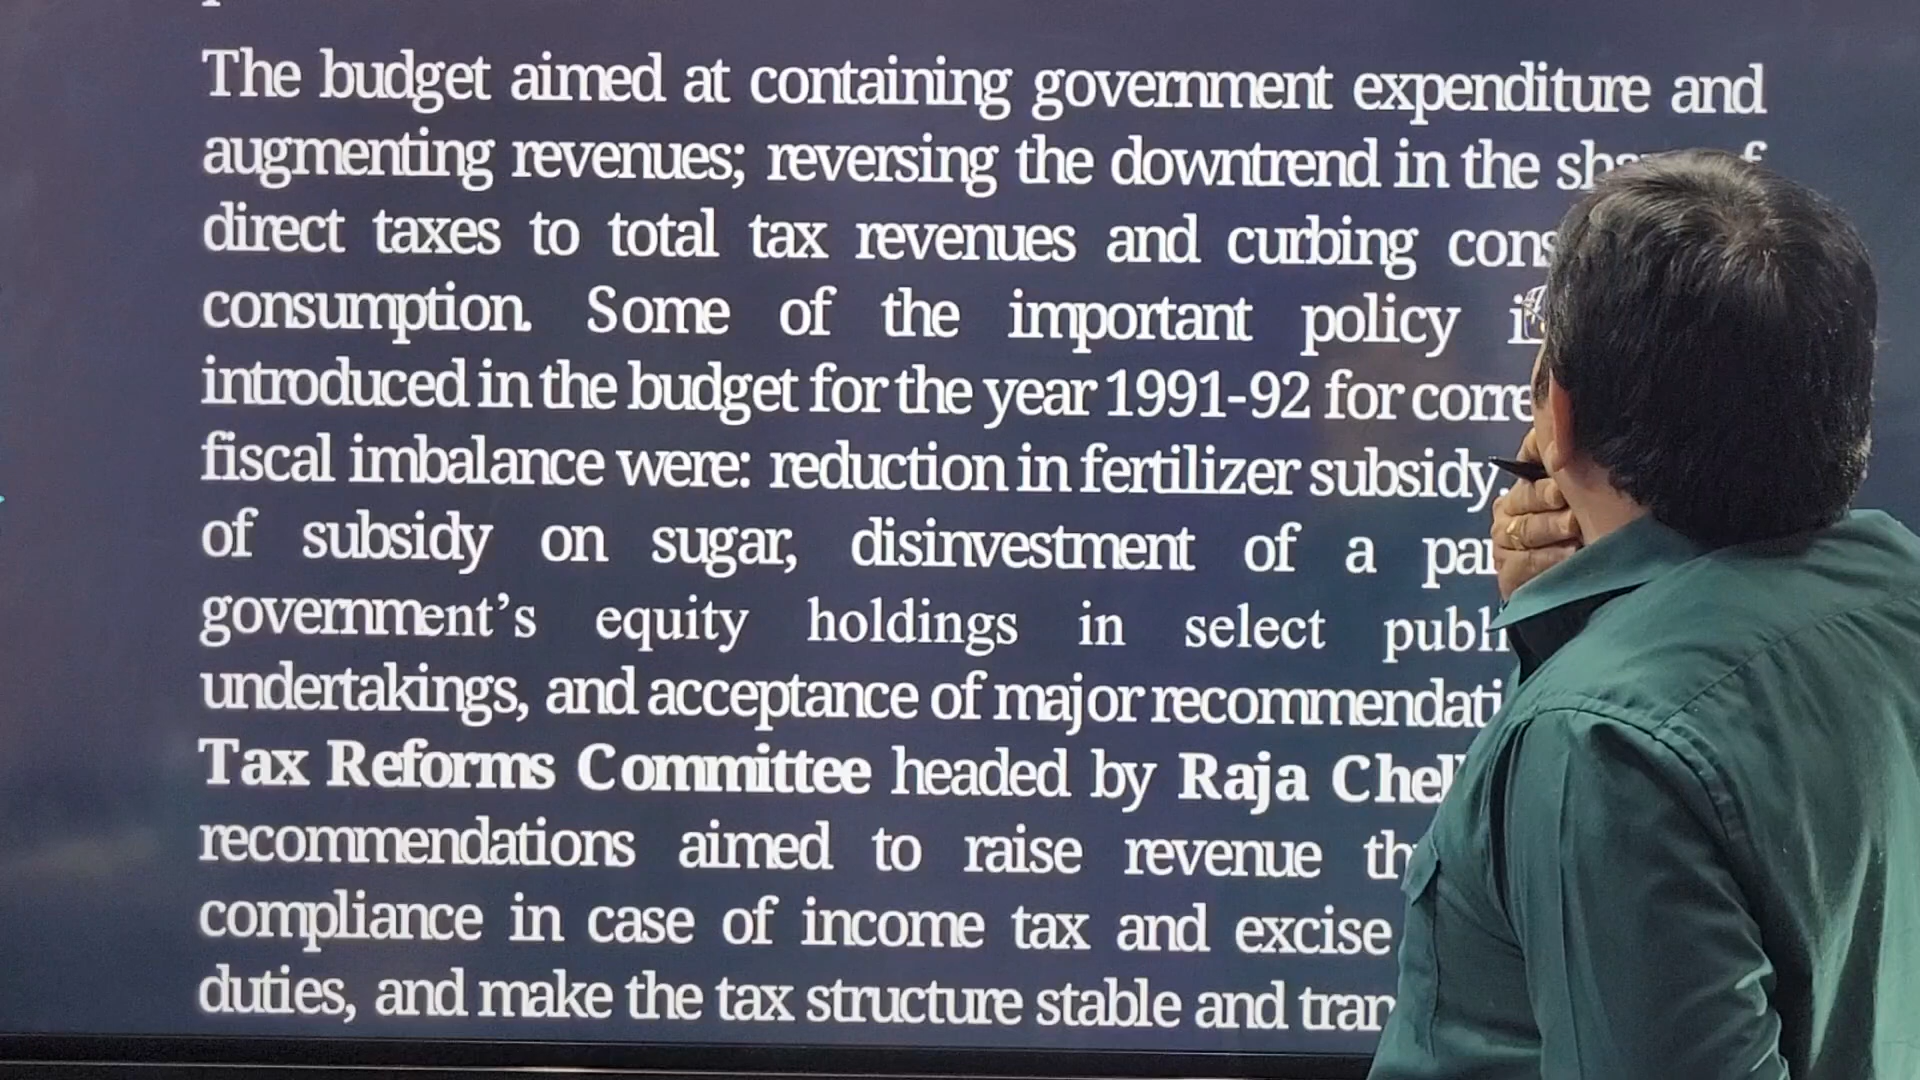 The budget aimed at containing government expenditure and
augmenting revenues; reversing the downtrend in the
direct taxes to total tax revenues and curbing
consumption. Some of the important policy
introduced in the budget for the year 1991-92 for
fiscal imbalance were: reduction in fertilizer subsidy,
of subsidy on sugar, disinvestment of a
government's equity holdings in select
undertakings, and acceptance of major
Tax Reforms Committee headed by Raja
recommendations aimed to raise revenue
compliance in case of income tax and excise
duties, and make the tax structure stable and